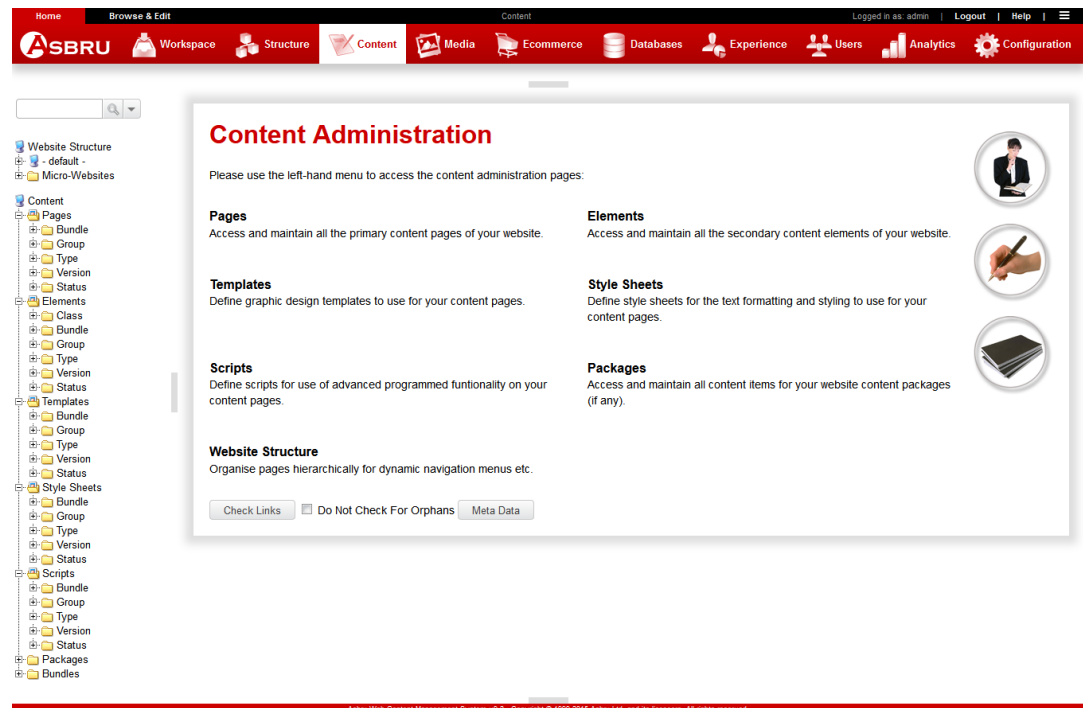 Home
Browse & Edit
Content
Logged in as: admin | Logout | Help |
ASBRU
Workspace
Structure
Content
Media
Ecommerce
Databases
Experience
Users
Analytics
Configuration
Website Structure
- default -
Micro-Websites
Content
Pages
Bundle
Group
Type
Version
Status
Elements
Class
Bundle
Group
Type
Version
Status
Templates
Bundle
Group
Type
Version
Status
Style Sheets
Bundle
Group
Type
Version
Status
Scripts
Bundle
Group
Type
Version
Status
Packages
Bundles
Content Administration
Please use the left-hand menu to access the content administration pages:
Pages
Access and maintain all the primary content pages of your website.
Elements
Access and maintain all the secondary content elements of your website.
Templates
Define graphic design templates to use for your content pages.
Style Sheets
Define style sheets for the text formatting and styling to use for your
content pages.
Scripts
Define scripts for use of advanced programmed funtionality on your
content pages.
Packages
Access and maintain all content items for your website content packages
(if any).
Website Structure
Organise pages hierarchically for dynamic navigation menus etc.
Check Links
Do Not Check For Orphans
Meta Data